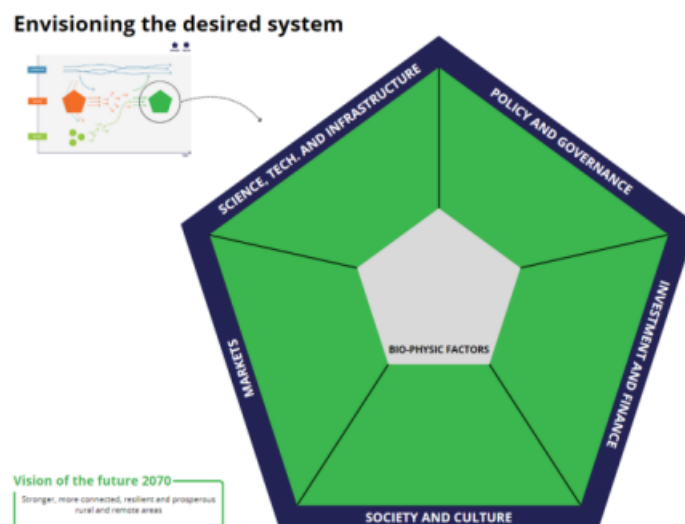 Envisioning the desired system
SCIENCE, TECH. AND INFRASTRUCTURE
POLICY AND GOVERNANCE
BIO-PHYSIC FACTORS
MARKETS
INVESTMENT AND FINANCE
Vision of the future 2070
Stronger, more connected, resilient and prosperous
rural and remote areas
SOCIETY AND CULTURE